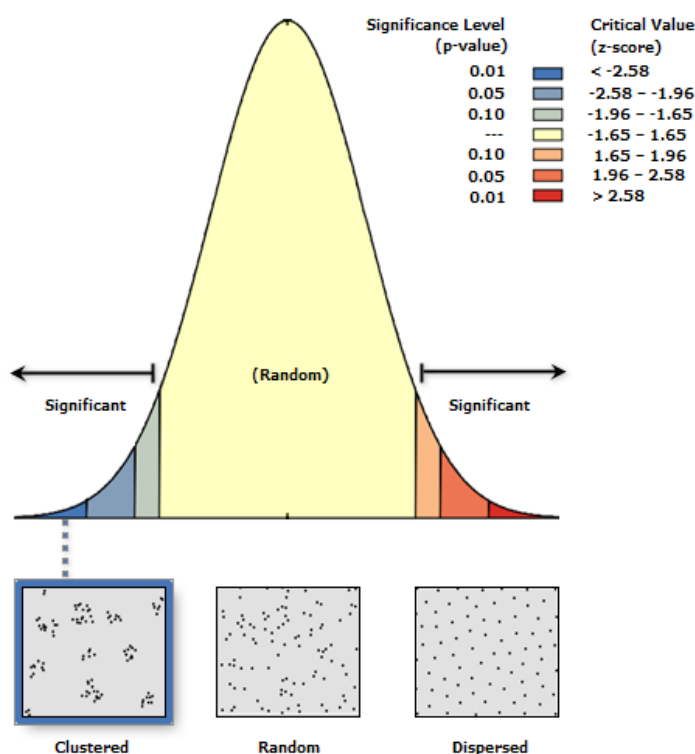 Significance Level Critical Value
(p-value) (z-score)
0.01 < -2.58
0.05 -2.58 – -1.96
0.10 -1.96 – -1.65
--- -1.65 – 1.65
0.10 1.65 – 1.96
0.05 1.96 – 2.58
0.01 > 2.58
(Random)
Significant Significant
Clustered Random Dispersed